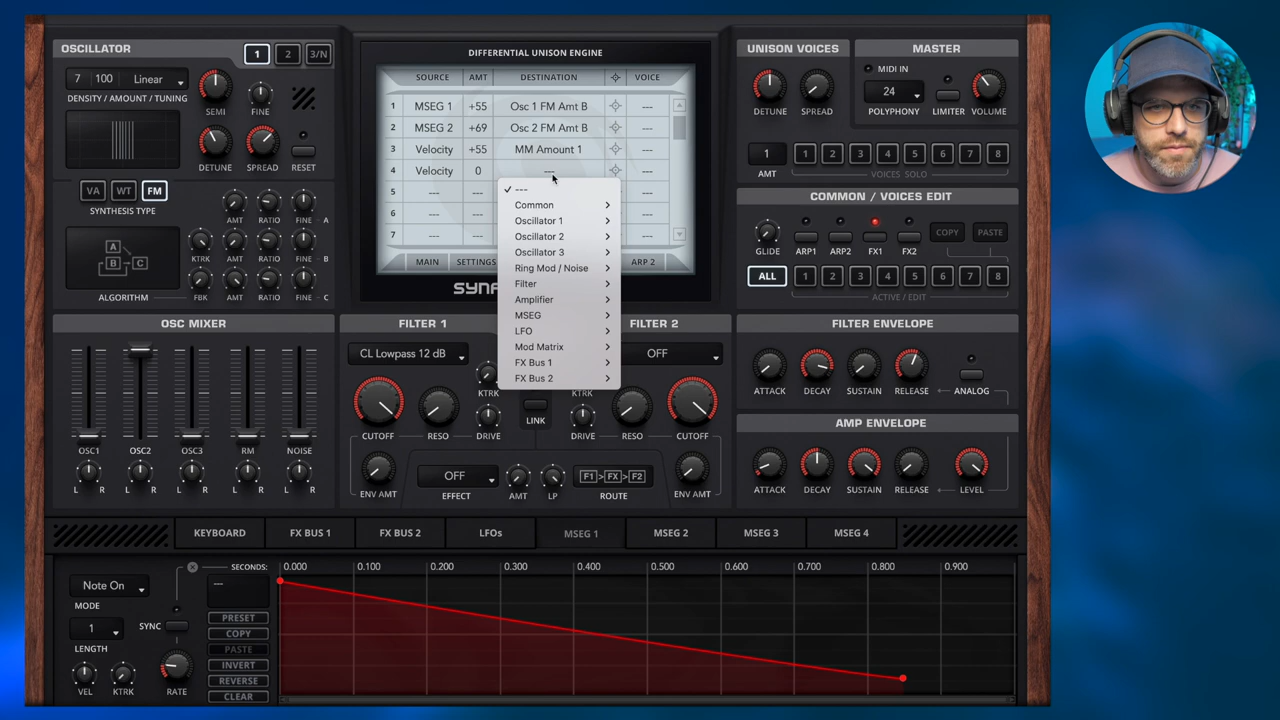 OSCILLATOR
1 2 3/N
7 100 Linear
DENSITY / AMOUNT / TUNING
SEMI
FINE
DETUNE
SPREAD
RESET
VA WT FM
SYNTHESIS TYPE
AMT RATIO FINE A
KTRK AMT RATIO FINE B
FBK AMT RATIO FINE C
A
B C
ALGORITHM
DIFFERENTIAL UNISON ENGINE
SOURCE AMT DESTINATION VOICE
1 MSEG 1 +55 Osc 1 FM Amt B ---
2 MSEG 2 +69 Osc 2 FM Amt B ---
3 Velocity +55 MM Amount 1 ---
4 Velocity 0 --- ---
5 --- --- ---
6 --- --- ---
7 --- --- ---
MAIN SETTINGS ARP 2
✓ ---
Common
Oscillator 1
Oscillator 2
Oscillator 3
Ring Mod / Noise
Filter
Amplifier
MSEG
LFO
Mod Matrix
FX Bus 1
FX Bus 2
UNISON VOICES
DETUNE SPREAD
MASTER
MIDI IN
24
POLYPHONY
LIMITER
VOLUME
1
AMT
1 2 3 4 5 6 7 8
VOICES SOLO
COMMON / VOICES EDIT
GLIDE ARP1 ARP2 FX1 FX2
COPY PASTE
ALL 1 2 3 4 5 6 7 8
ACTIVE / EDIT
OSC MIXER
OSC1 OSC2 OSC3 RM NOISE
L R L R L R L R L R
FILTER 1
CL Lowpass 12 dB
KTRK
CUTOFF RESO DRIVE
LINK
FILTER 2
OFF
KTRK
DRIVE RESO CUTOFF
ENV AMT
OFF
EFFECT
AMT LP
F1 > FX > F2
ROUTE
ENV AMT
FILTER ENVELOPE
ATTACK DECAY SUSTAIN RELEASE ANALOG
AMP ENVELOPE
ATTACK DECAY SUSTAIN RELEASE LEVEL
KEYBOARD FX BUS 1 FX BUS 2 LFOs MSEG 1 MSEG 2 MSEG 3 MSEG 4
Note On
MODE
1
LENGTH
SYNC
VEL KTRK RATE
SECONDS:
---
PRESET
COPY
PASTE
INVERT
REVERSE
CLEAR
0.000 0.100 0.200 0.300 0.400 0.500 0.600 0.700 0.800 0.900